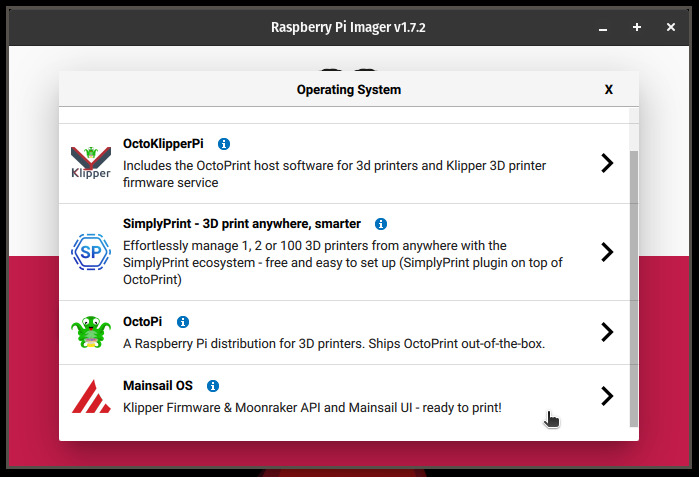 Raspberry Pi Imager v1.7.2
Operating System
X
OctoKlipperPi
Includes the OctoPrint host software for 3d printers and Klipper 3D printer
firmware service
Klipper
SimplyPrint - 3D print anywhere, smarter
Effortlessly manage 1, 2 or 100 3D printers from anywhere with the
SimplyPrint ecosystem - free and easy to set up (SimplyPrint plugin on top of
OctoPrint)
SP
OctoPi
A Raspberry Pi distribution for 3D printers. Ships OctoPrint out-of-the-box.
Mainsail OS
Klipper Firmware & Moonraker API and Mainsail UI - ready to print!